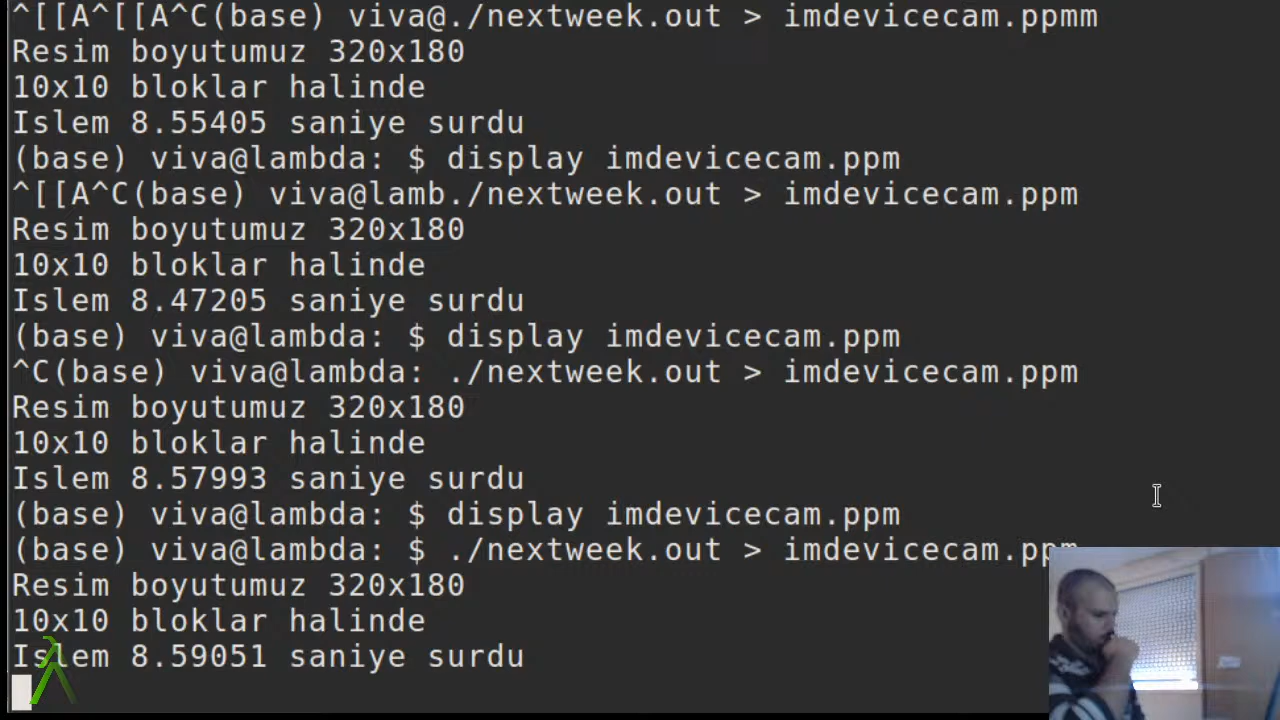 ^[[A^[[A^C(base) viva@./nextweek.out > imdevicecam.ppmm
Resim boyutumuz 320x180
10x10 bloklar halinde
Islem 8.55405 saniye surdu
(base) viva@lambda: $ display imdevicecam.ppm
^[[A^C(base) viva@lamb./nextweek.out > imdevicecam.ppm
Resim boyutumuz 320x180
10x10 bloklar halinde
Islem 8.47205 saniye surdu
(base) viva@lambda: $ display imdevicecam.ppm
^C(base) viva@lambda: ./nextweek.out > imdevicecam.ppm
Resim boyutumuz 320x180
10x10 bloklar halinde
Islem 8.57993 saniye surdu
(base) viva@lambda: $ display imdevicecam.ppm
(base) viva@lambda: $ ./nextweek.out > imdevicecam.ppm
Resim boyutumuz 320x180
10x10 bloklar halinde
Islem 8.59051 saniye surdu